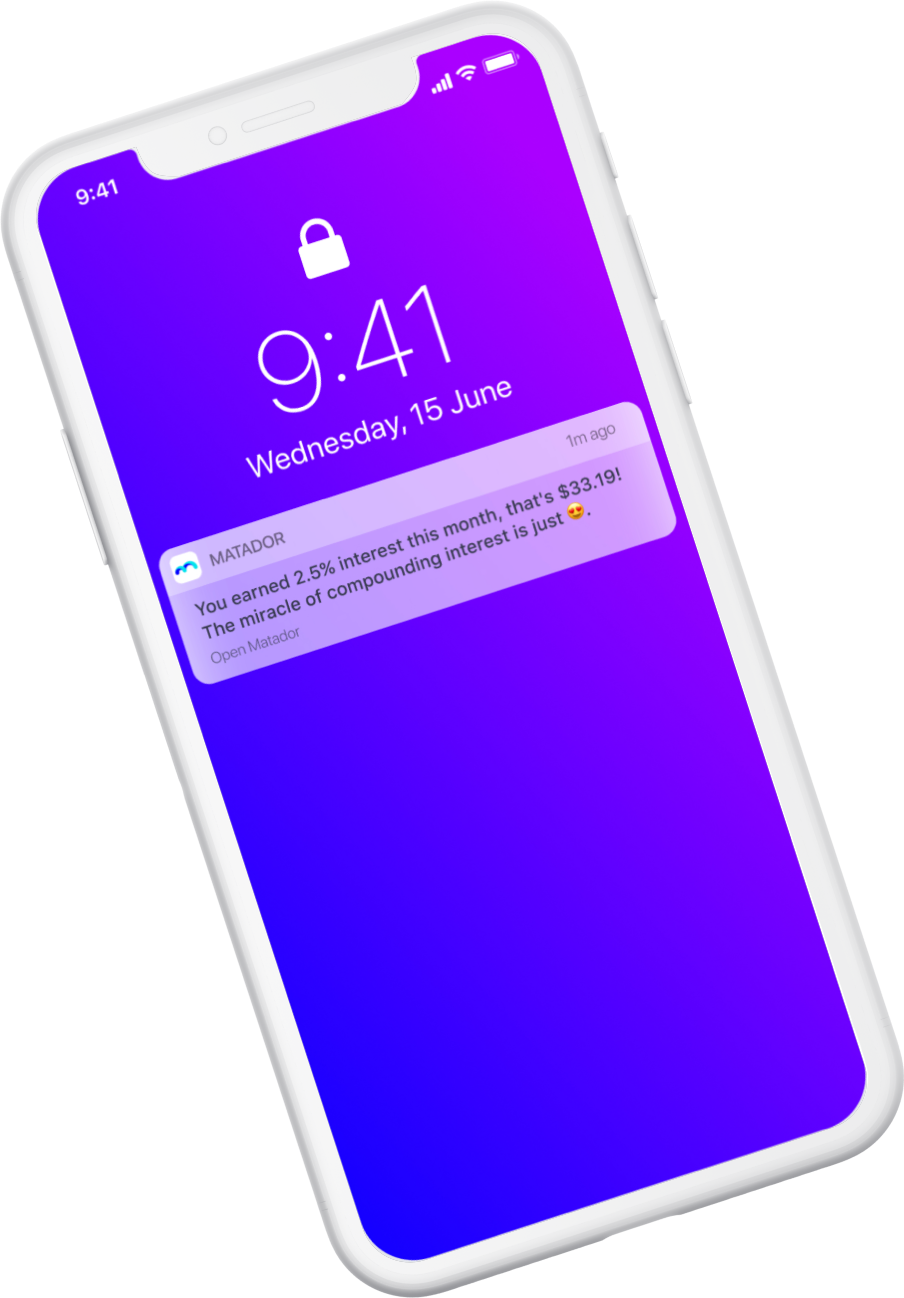 9:41
9:41
Wednesday, 15 June
MATADOR
1m ago
You earned 2.5% interest this month, that's $33.19!
The miracle of compounding interest is just 😍.
Open Matador